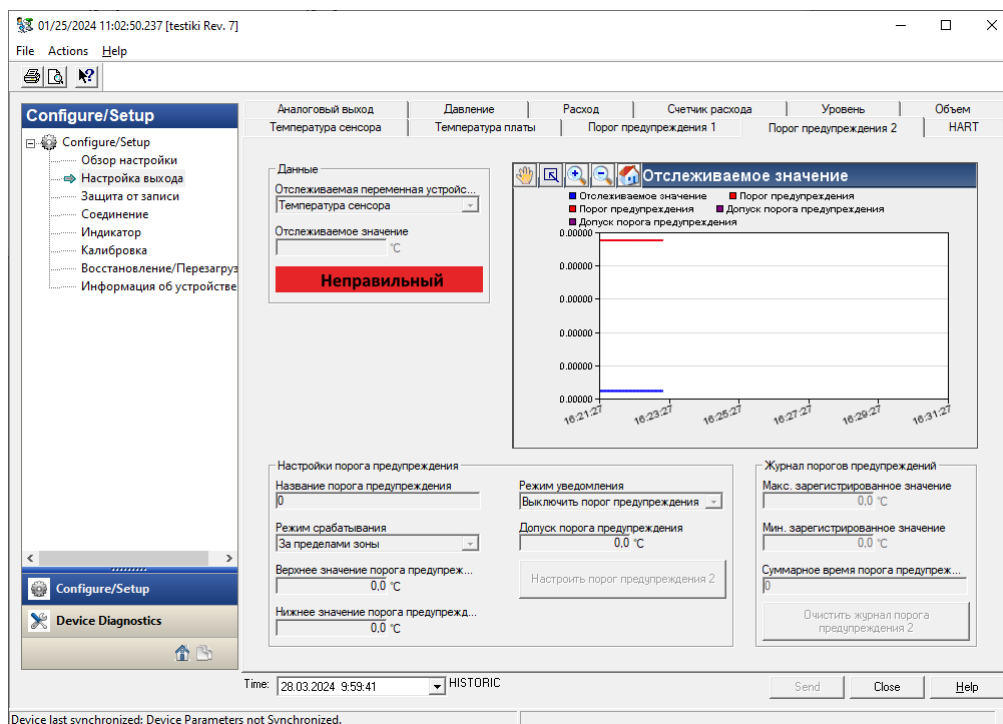 01/25/2024 11:02:50.237 [testiki Rev. 7]
File Actions Help
Configure/Setup
Configure/Setup
Обзор настройки
Настройка выхода
Защита от записи
Соединение
Индикатор
Калибровка
Восстановление/Перезагруз
Информация об устройстве
Configure/Setup
Device Diagnostics
Аналоговый выход Давление Расход Счетчик расхода Уровень Объем
Температура сенсора Температура платы Порог предупреждения 1 Порог предупреждения 2 HART
Данные
Отслеживаемая переменная устройс...
Температура сенсора
Отслеживаемое значение
°C
Неправильный
Отслеживаемое значение
Отслеживаемое значение Порог предупреждения
Порог предупреждения Допуск порога предупреждения
Допуск порога предупреждения
0.00000
0.00000
0.00000
0.00000
0.00000
0.00000
16:21:27 16:23:27 16:25:27 16:27:27 16:29:27 16:31:27
Настройки порога предупреждения
Название порога предупреждения
0
Режим срабатывания
За пределами зоны
Верхнее значение порога предупреж...
0,0 °C
Нижнее значение порога предупрежд...
0,0 °C
Режим уведомления
Выключить порог предупреждения
Допуск порога предупреждения
0,0 °C
Настроить порог предупреждения 2
Журнал порогов предупреждений
Макс. зарегистрированное значение
0,0 °C
Мин. зарегистрированное значение
0,0 °C
Суммарное время порога предупреж...
0
Очистить журнал порога
предупреждения 2
Time: 28.03.2024 9:59:41 HISTORIC
Send Close Help
Device last synchronized: Device Parameters not Synchronized.